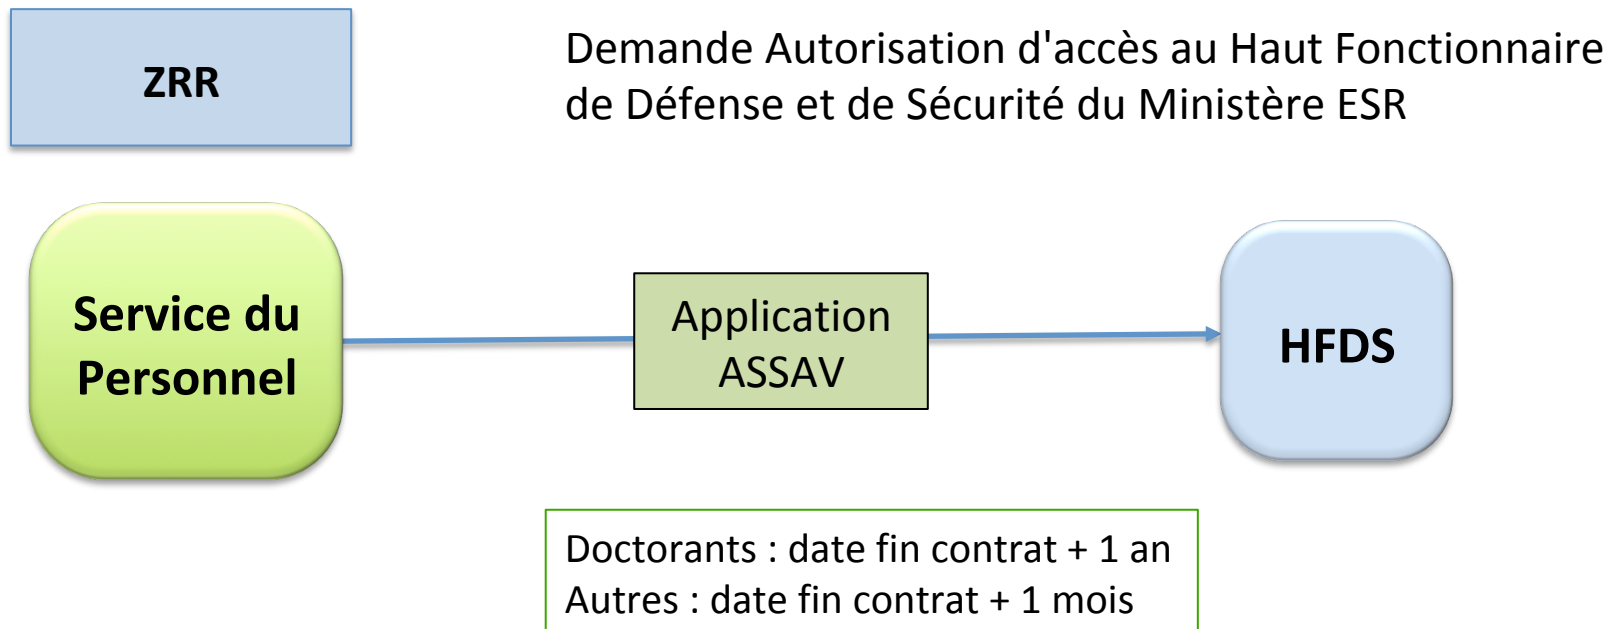 ZRR
Demande Autorisation d'accès au Haut Fonctionnaire
de Défense et de Sécurité du Ministère ESR
Service du
Personnel
Application
ASSAV
HFDS
Doctorants : date fin contrat + 1 an
Autres : date fin contrat + 1 mois